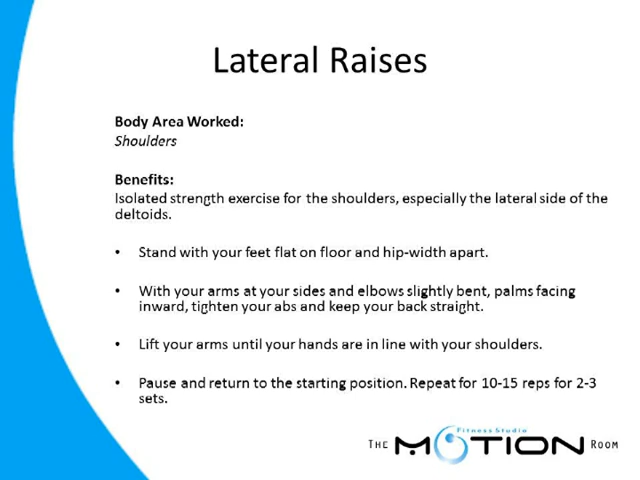 Lateral Raises
Body Area Worked:
Shoulders
Benefits:
Isolated strength exercise for the shoulders, especially the lateral side of the
deltoids.
• Stand with your feet flat on floor and hip-width apart.
• With your arms at your sides and elbows slightly bent, palms facing
inward, tighten your abs and keep your back straight.
• Lift your arms until your hands are in line with your shoulders.
• Pause and return to the starting position. Repeat for 10-15 reps for 2-3
sets.
Fitness Studio
THE MOTION ROOM